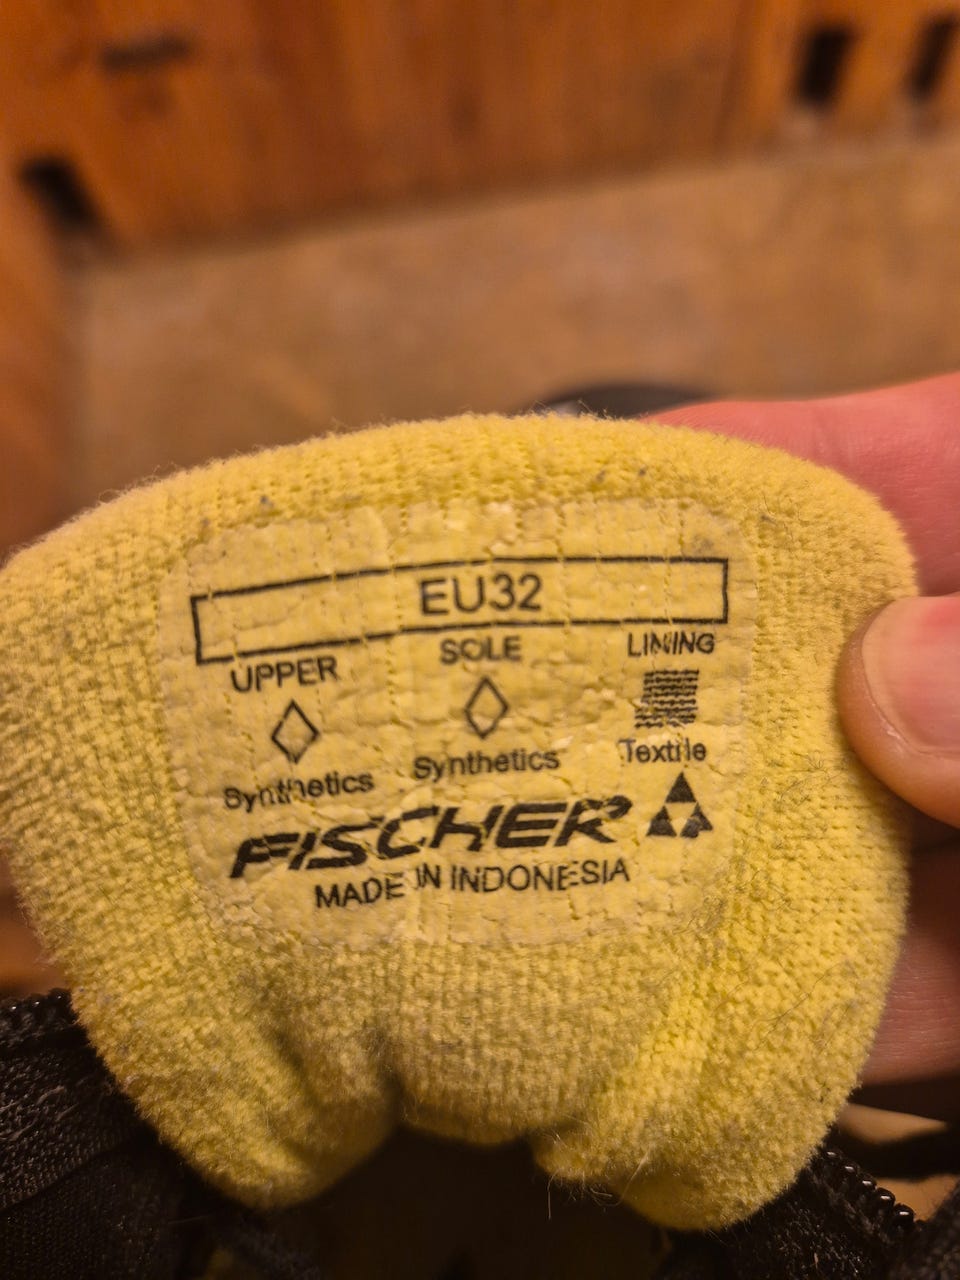 EU32
UPPER SOLE LINING
Synthetics Synthetics Textile
FISCHER
MADE IN INDONESIA